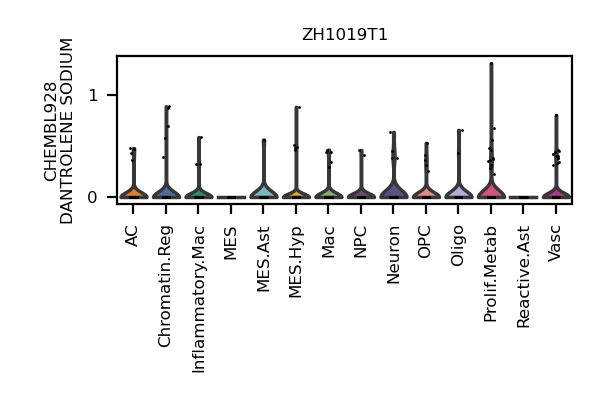 ZH1019T1
CHEMBL928
DANTROLENE SODIUM
1
0
AC
Chromatin.Reg
Inflammatory.Mac
MES
MES.Ast
MES.Hyp
Mac
NPC
Neuron
OPC
Oligo
Prolif.Metab
Reactive.Ast
Vasc